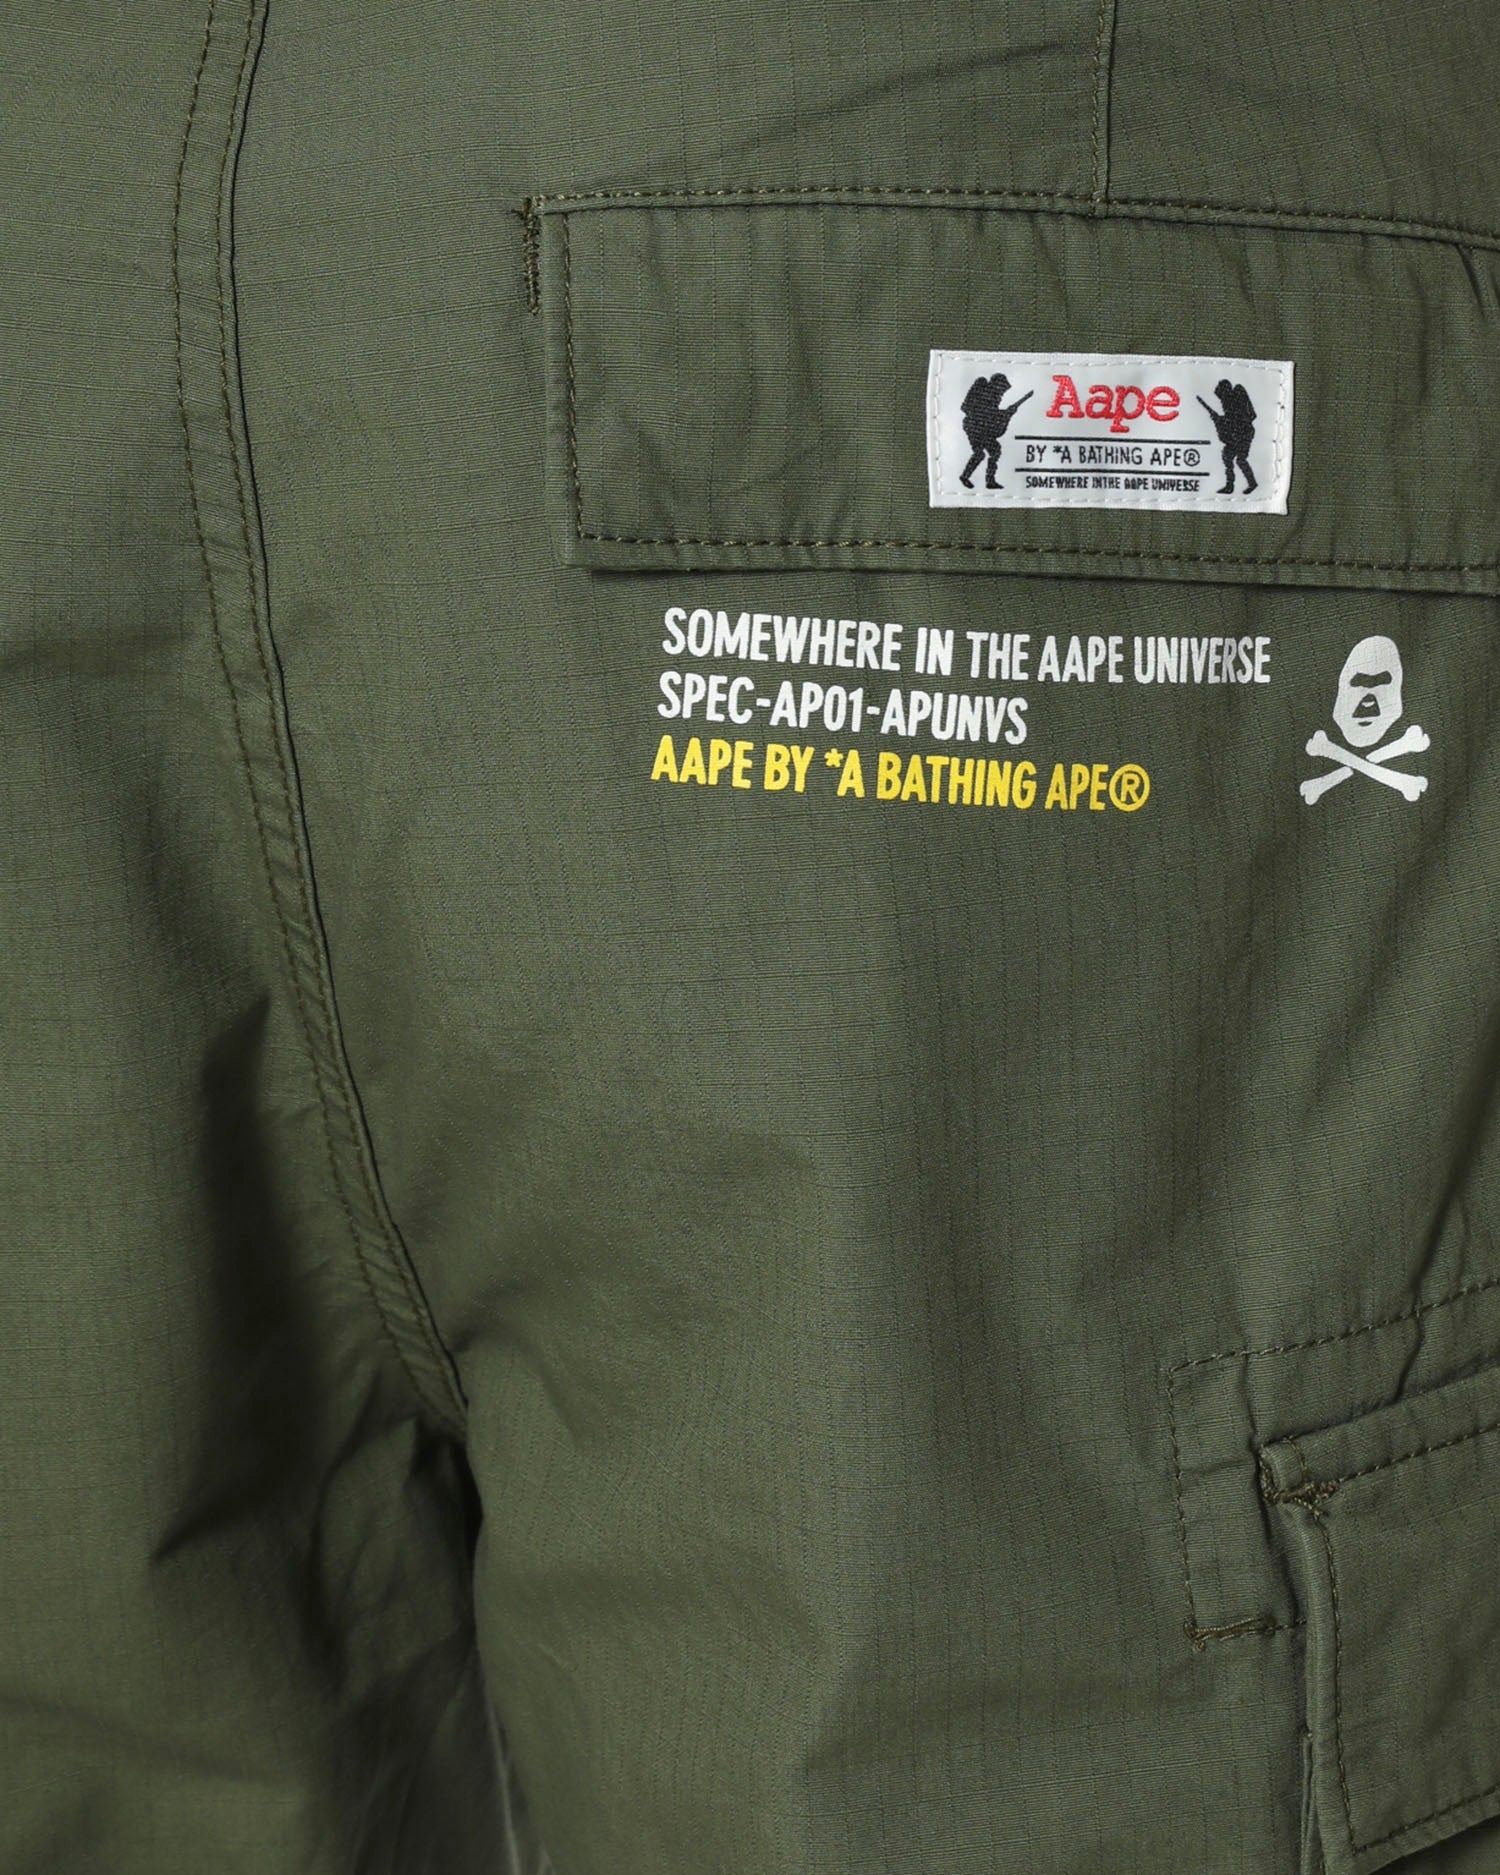 Aape
BY *A BATHING APE®
SOMEWHERE IN THE AAPE UNIVERSE
SOMEWHERE IN THE AAPE UNIVERSE
SPEC-AP01-APUNVS
AAPE BY *A BATHING APE®